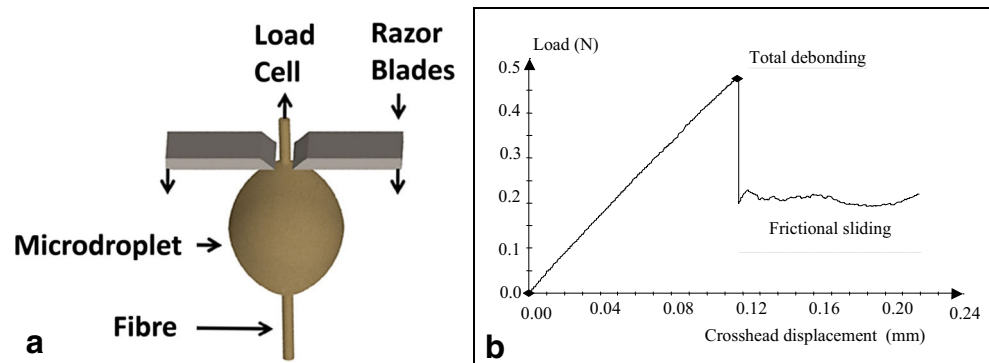 Load
Cell
Razor
Blades
Microdroplet
Fibre
a
Load (N)
Total debonding
0.5
0.4
0.3
0.2
0.1
0.0
Frictional sliding
0.00
0.04
0.08
0.12
0.16
0.20
0.24
Crosshead displacement (mm)
b